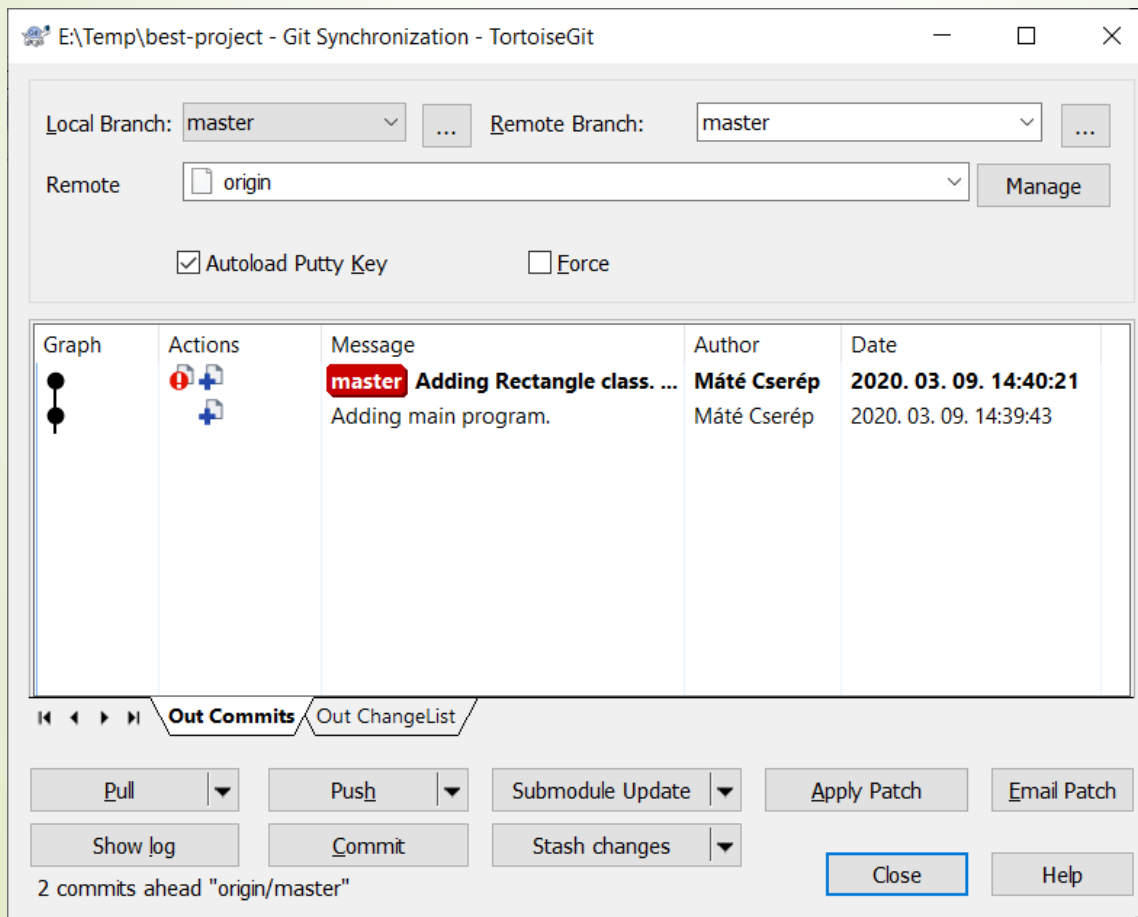 E:\Temp\best-project - Git Synchronization - TortoiseGit
Local Branch: master ... Remote Branch: master ...
Remote origin Manage
Autoload Putty Key Force
Graph Actions Message Author Date
master Adding Rectangle class. ... Máté Cserép 2020. 03. 09. 14:40:21
Adding main program. Máté Cserép 2020. 03. 09. 14:39:43
Out Commits Out ChangeList
Pull Push Submodule Update Apply Patch Email Patch
Show log Commit Stash changes
Close Help
2 commits ahead "origin/master"